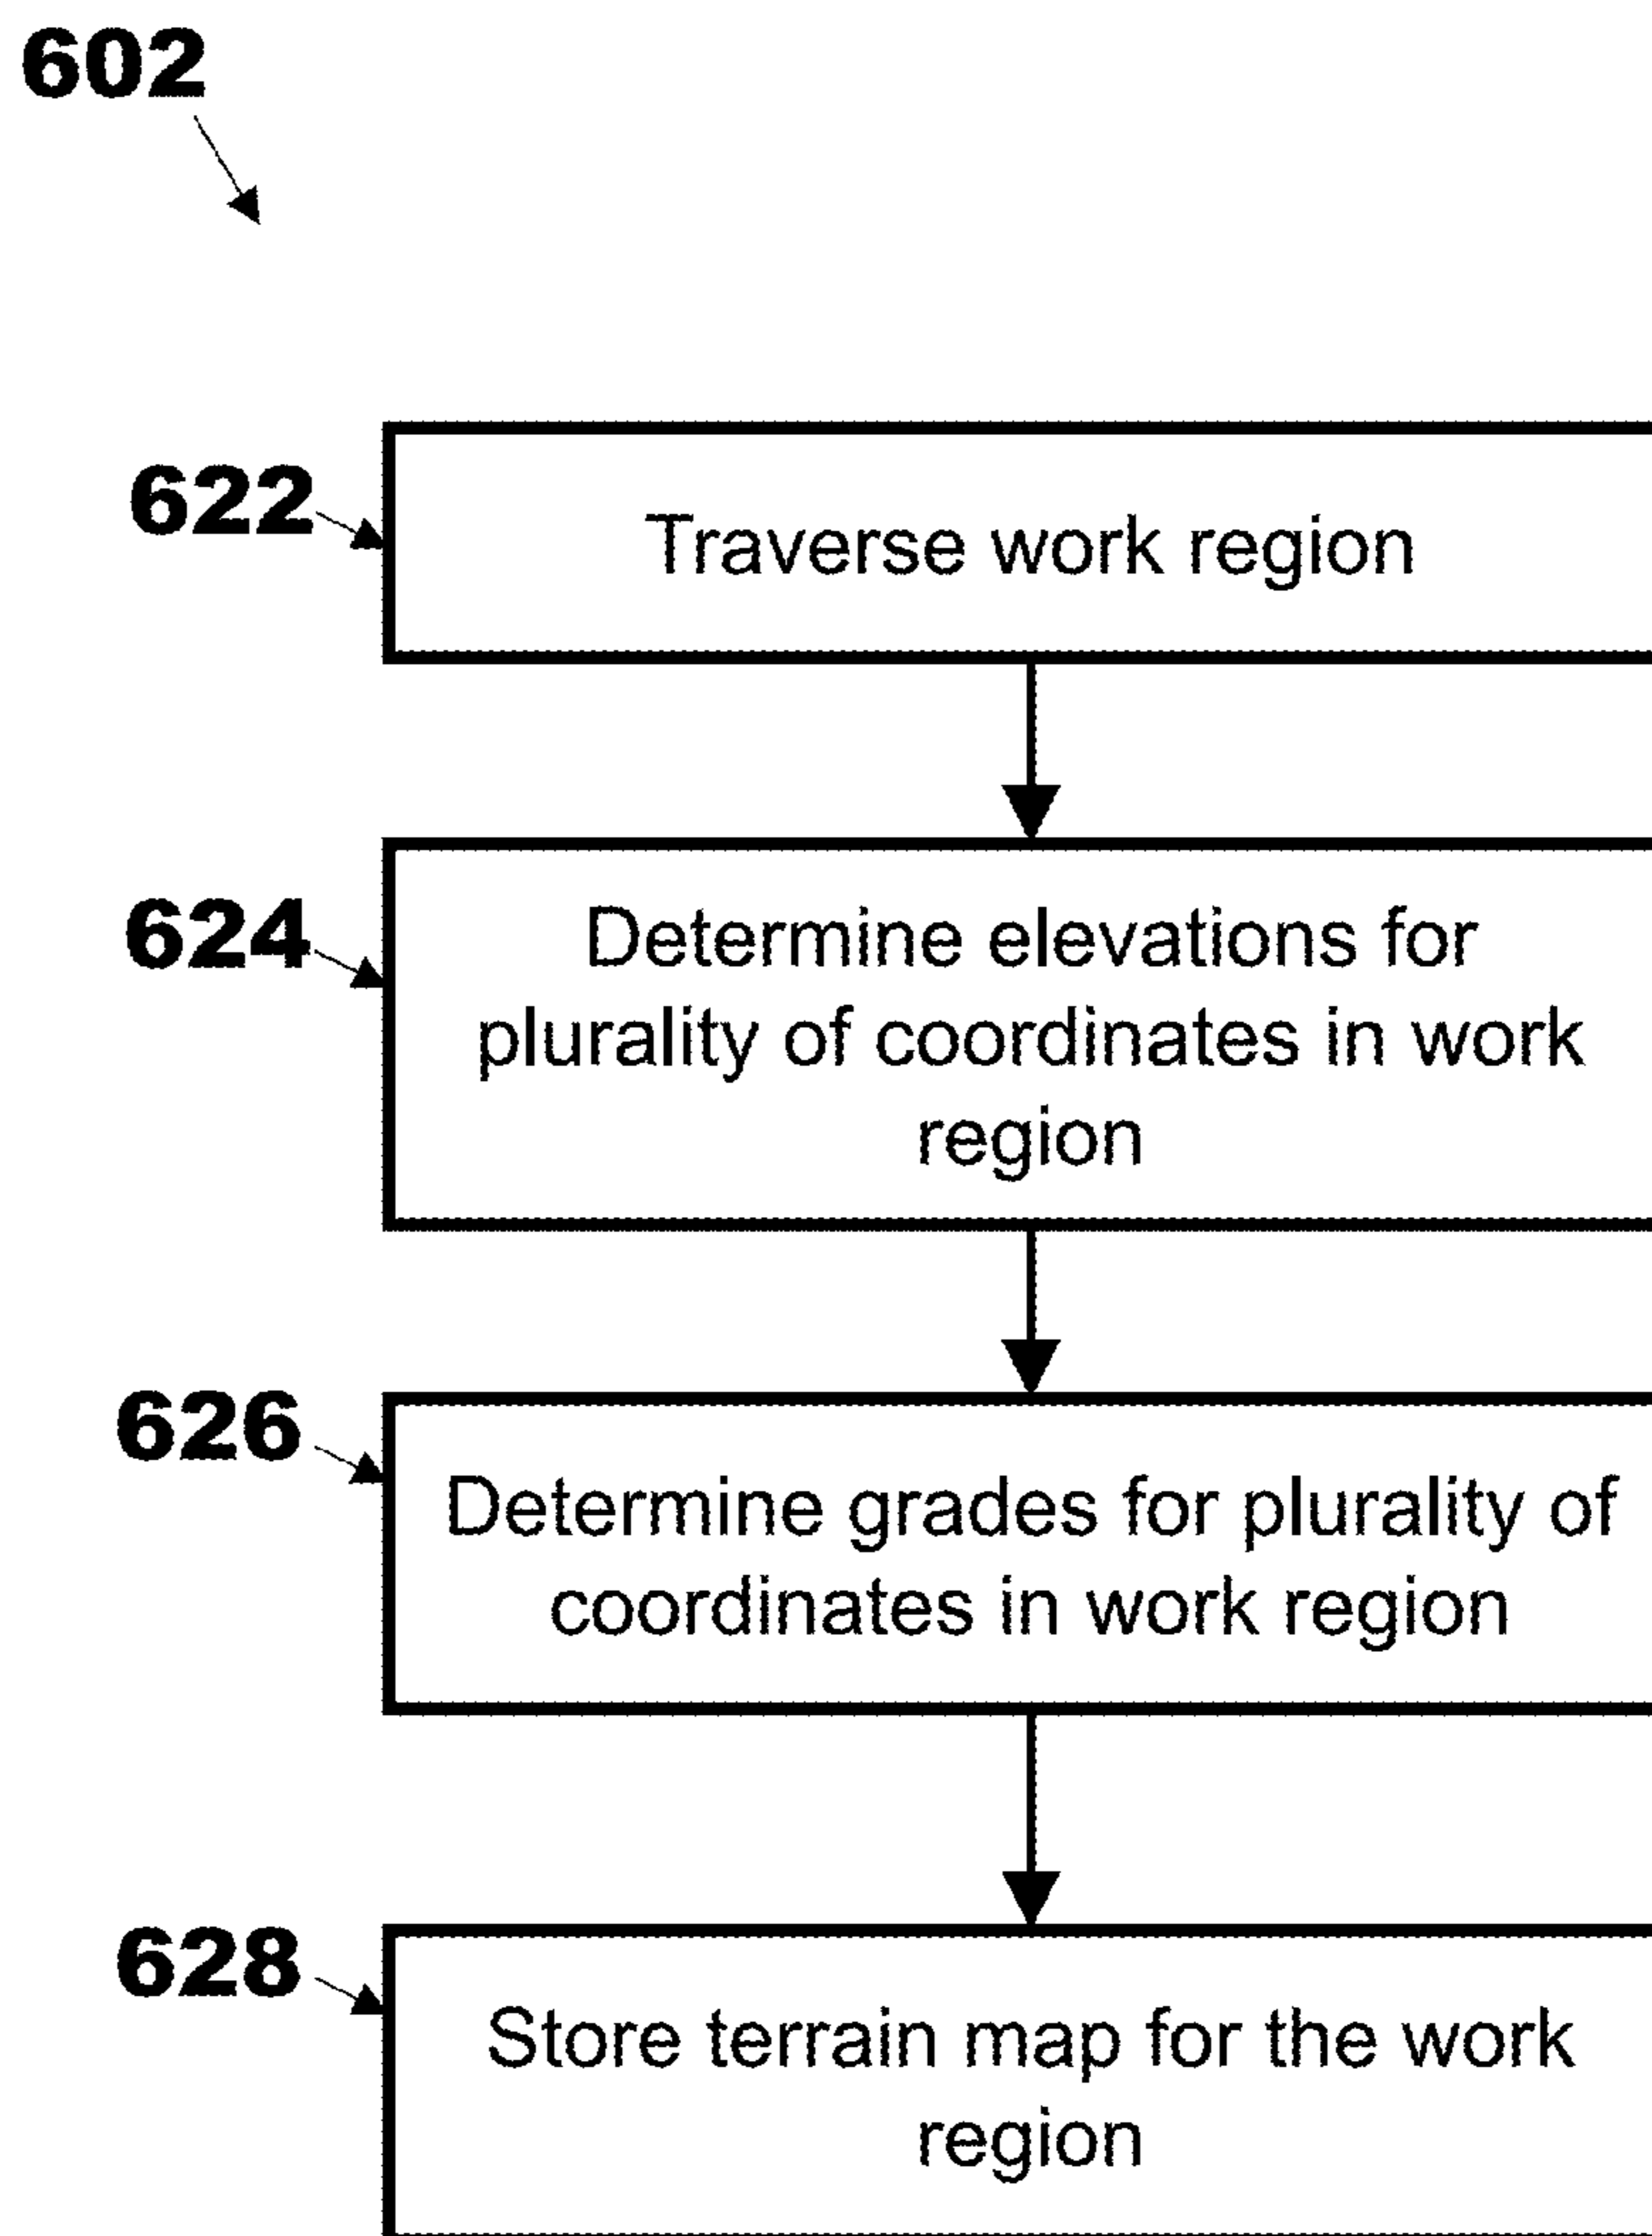 602
622
Traverse work region
624
Determine elevations for
plurality of coordinates in work
region
626
Determine grades for plurality of
coordinates in work region
628
Store terrain map for the work
region